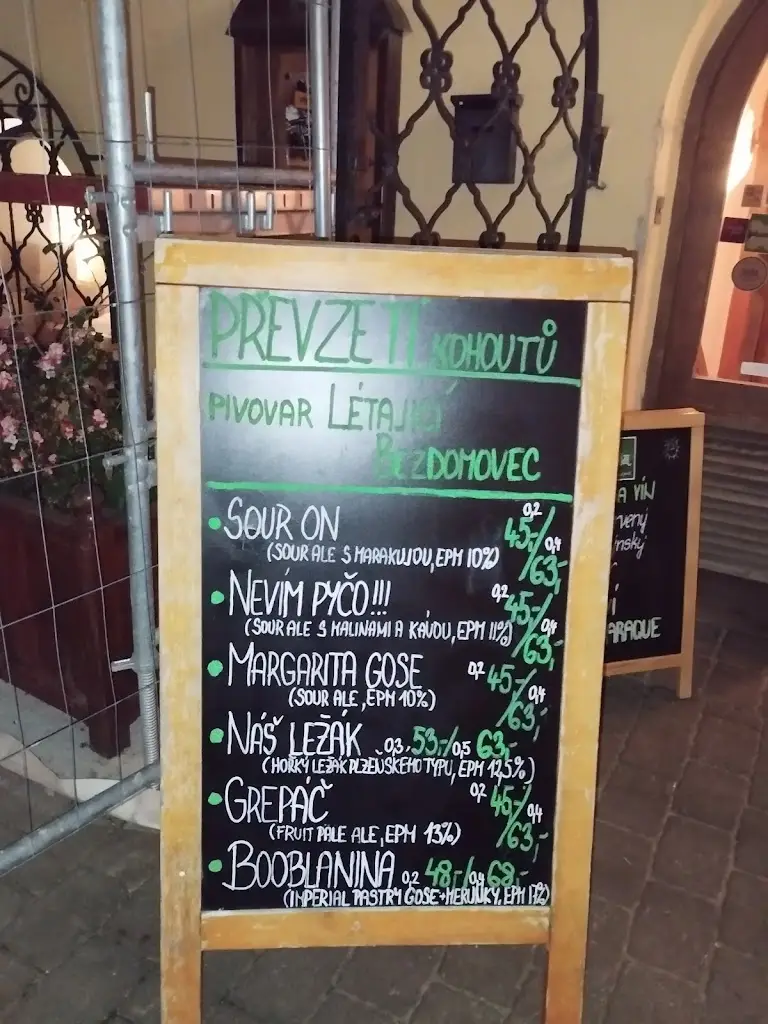 PŘEVZETÍ KOHOUTŮ
PIVOVAR LÉTAJÍCÍ
BEZDOMOVEC
SOUR ON 0,2 45,-/0,4 63,-
(SOUR ALE S MARAKUJOU, EPM 10%)
NEVÍM PYČO!!! 0,2 45,-/0,4 63,-
(SOUR ALE S MALINAMI A KÁVOU, EPM 11%)
MARGARITA GOSE 0,2 45,-/0,4 63,-
(SOUR ALE, EPM 10%)
NÁŠ LEŽÁK 0,3 53,-/0,5 63,-
(HOŘKÝ LEŽÁK PLZEŇSKÉHO TYPU, EPM 12,5%)
GREPÁČ 0,2 45,-/0,4 63,-
(FRUIT PALE ALE, EPM 13%)
BOOBLANINA 0,2 48,-/0,4 68,-
(IMPERIAL PASTRY GOSE + MERUŇKY, EPM 17%)
A VÍN